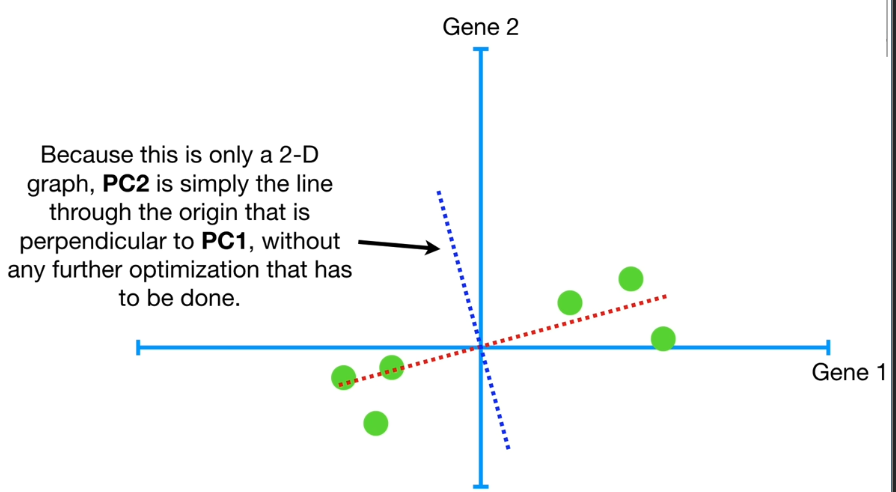 Gene 2
Because this is only a 2-D
graph, PC2 is simply the line
through the origin that is
perpendicular to PC1, without
any further optimization that has
to be done.
Gene 1